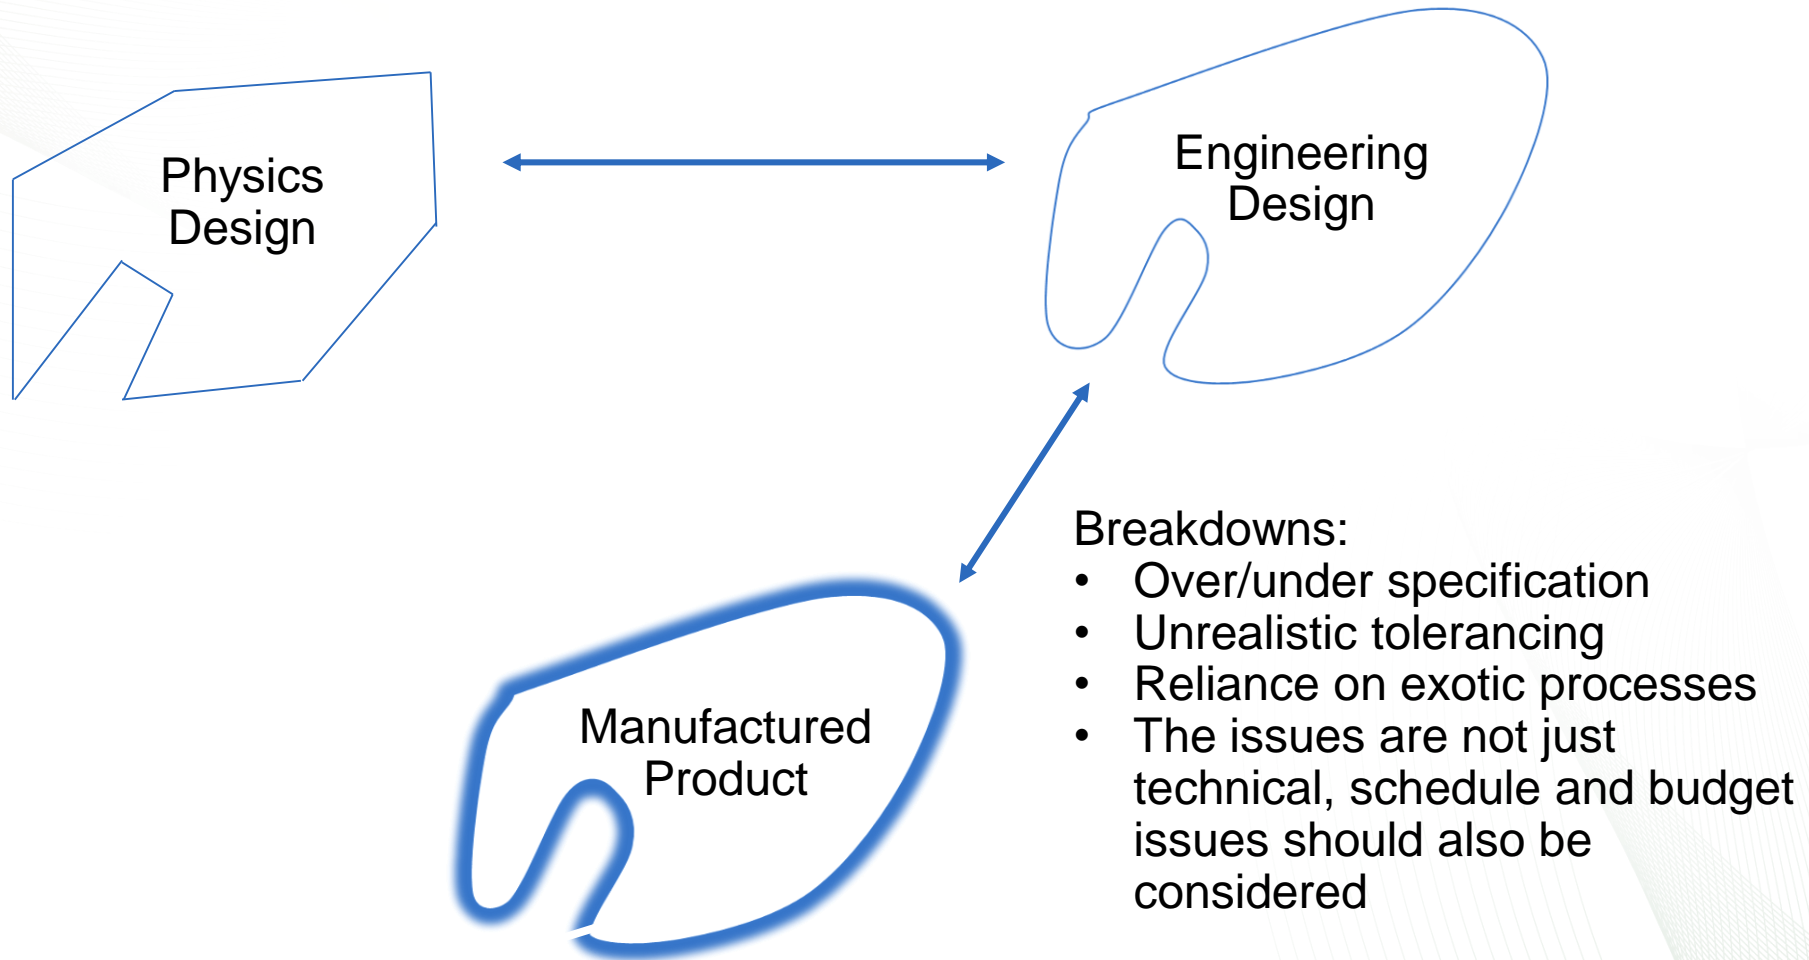 Physics
Design
Engineering
Design
Manufactured
Product
Breakdowns:
• Over/under specification
• Unrealistic tolerancing
• Reliance on exotic processes
• The issues are not just
technical, schedule and budget
issues should also be
considered